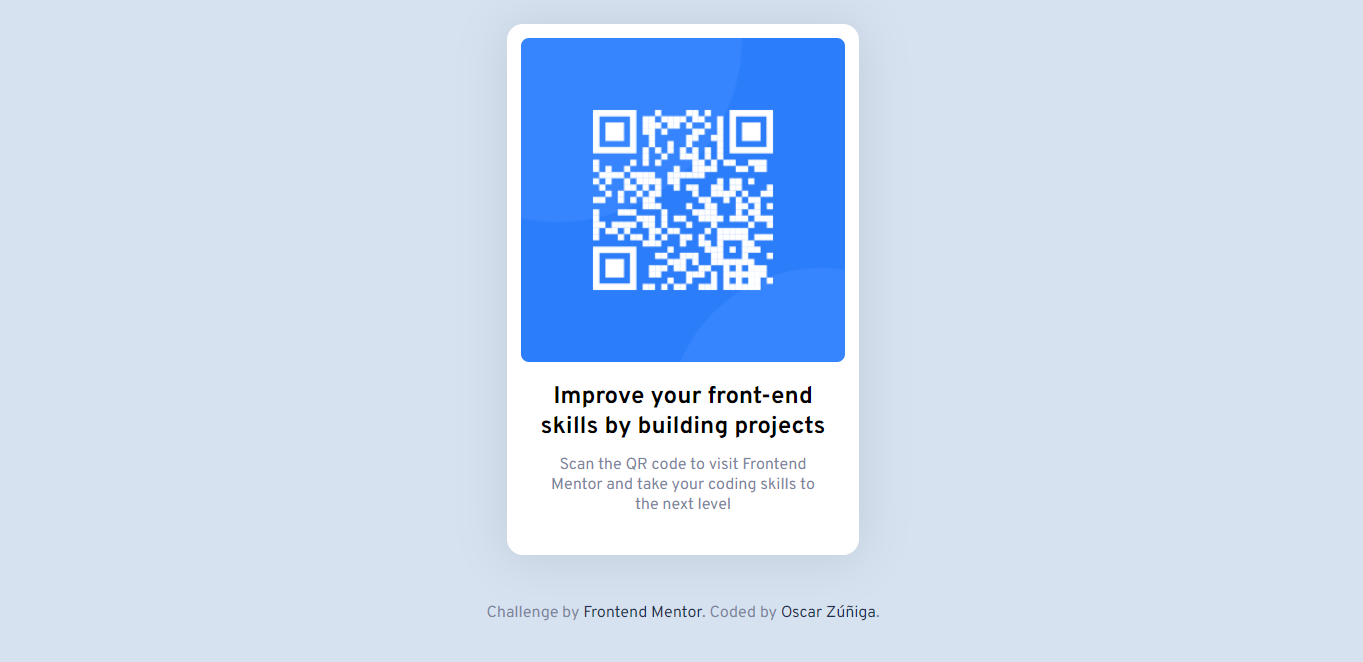 Improve your front-end
skills by building projects
Scan the QR code to visit Frontend
Mentor and take your coding skills to
the next level
Challenge by Frontend Mentor. Coded by Oscar Zúñiga.